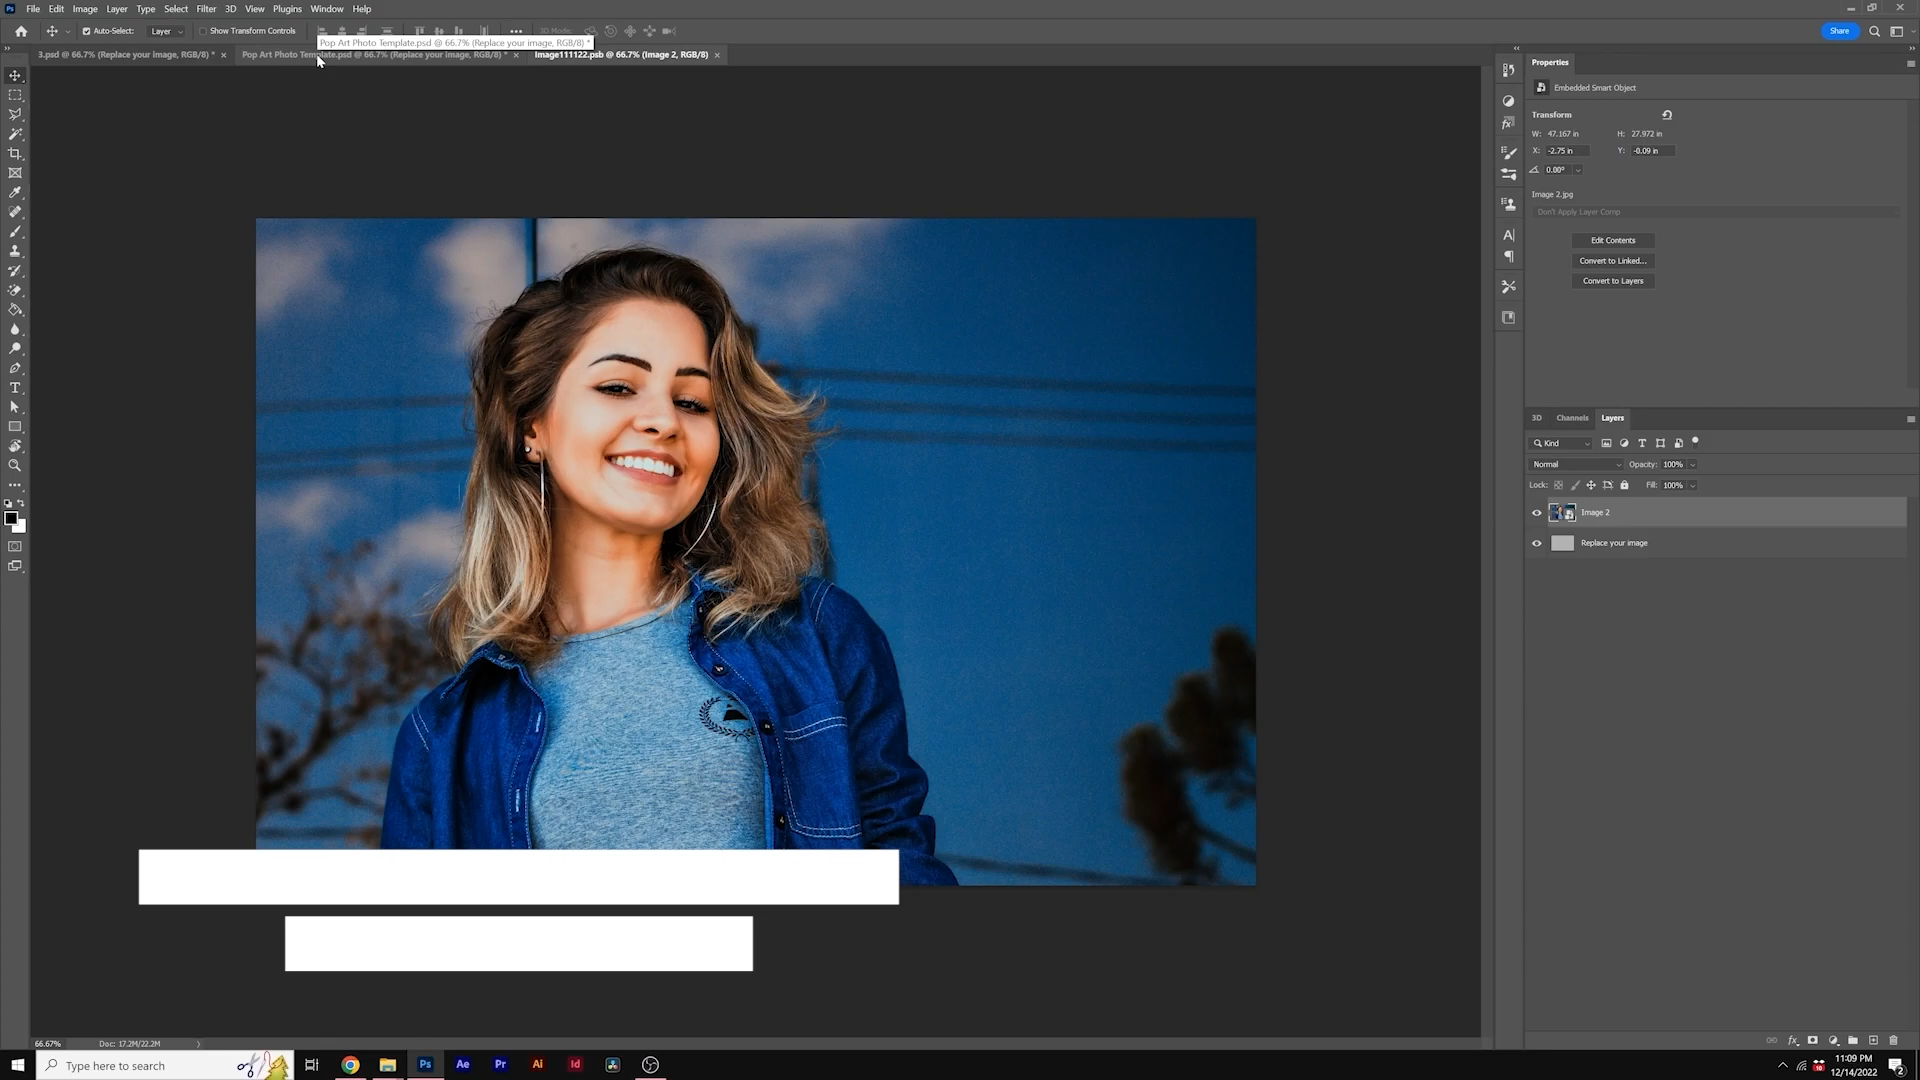 File Edit Image Layer Type Select Filter 3D View Plugins Window Help
Auto-Select: Layer Show Transform Controls 3D Mode: Share
Pop Art Photo Template.psd @ 66.7% (Replace your image, RGB/8) *
3.psd @ 66.7% (Replace your image, RGB/8) * Pop Art Photo Template.psd @ 66.7% (Replace your image, RGB/8) * Image111122.psb @ 66.7% (Image 2, RGB/8)
Properties
Embedded Smart Object
Transform
W: 47.167 in H: 27.972 in
X: -2.75 in Y: -0.09 in
0.00°
Image 2.jpg
Don't Apply Layer Comp
Edit Contents
Convert to Linked...
Convert to Layers
3D Channels Layers
Kind
Normal Opacity: 100%
Lock: Fill: 100%
Image 2
Replace your image
66.67% Doc: 17.2M/22.2M
Type here to search
Ps Ae Pr Ai Id
11:09 PM
12/14/2022